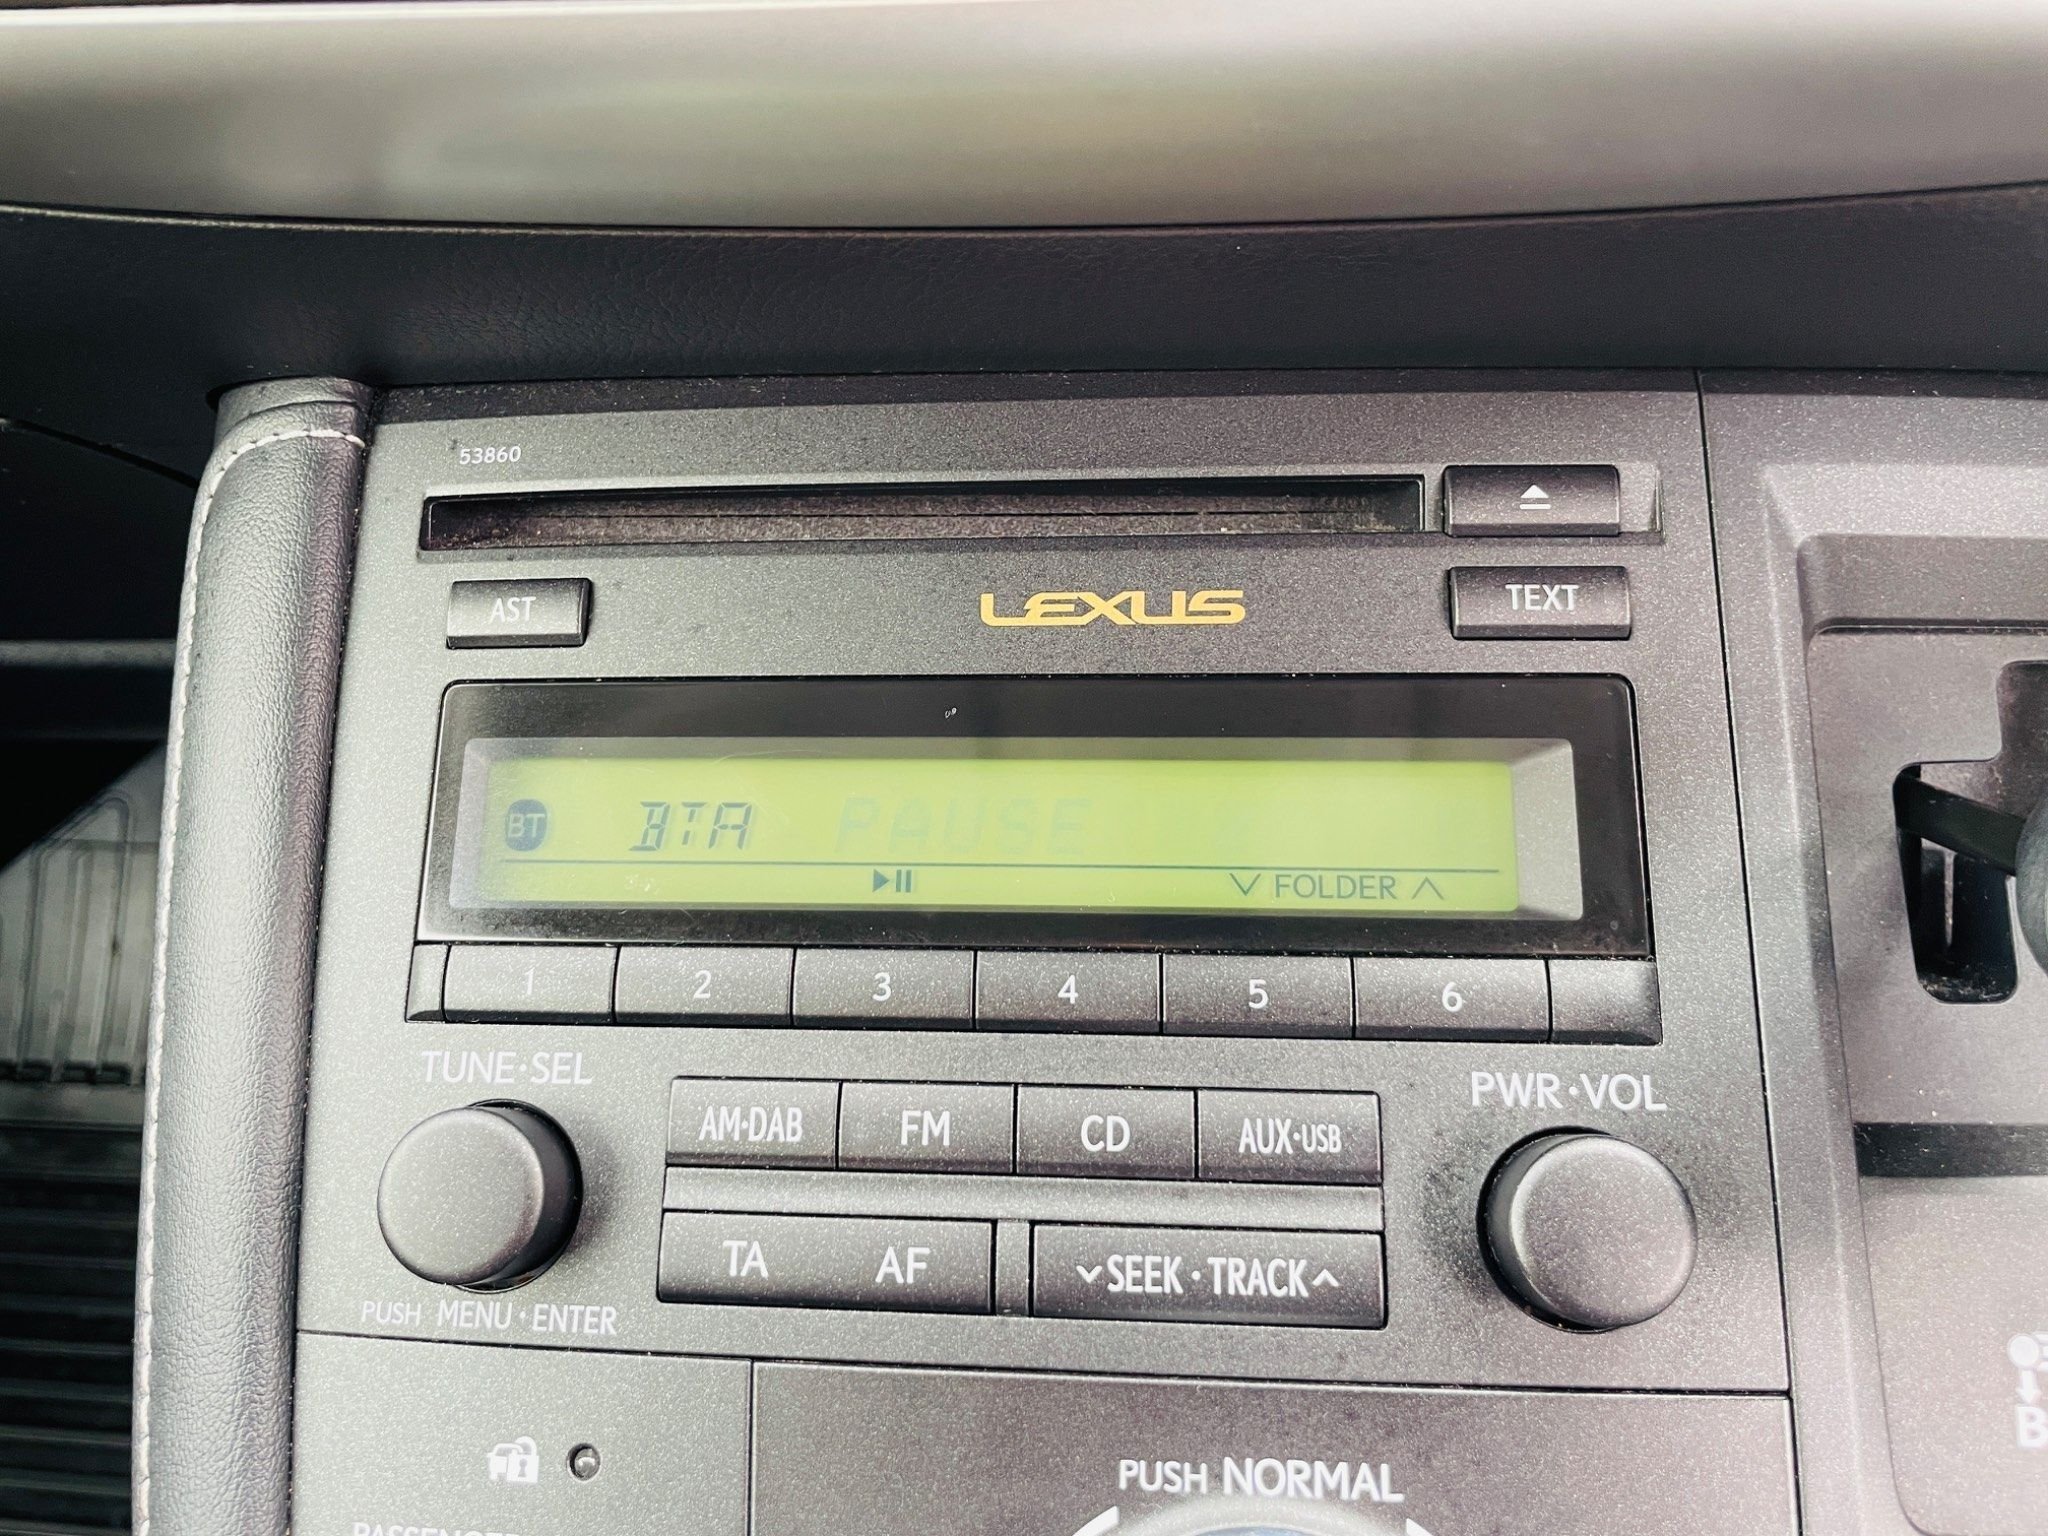 53860
AST
LEXUS
TEXT
BT BTA PAUSE
FOLDER
1 2 3 4 5 6
TUNE·SEL
PWR·VOL
AM·DAB FM CD AUX·USB
TA AF SEEK·TRACK
PUSH MENU·ENTER
PUSH NORMAL
B